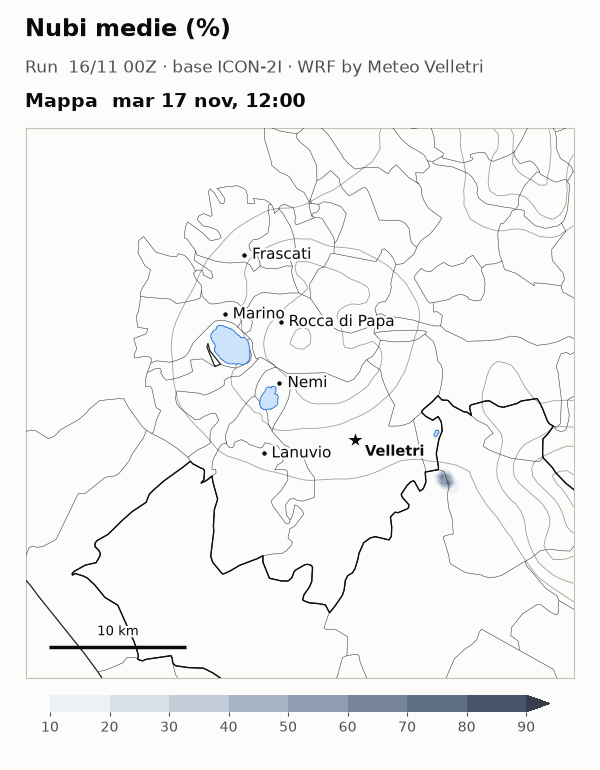 Nubi medie (%)
Run  16/11 00Z · base ICON-2I · WRF by Meteo Velletri
Mappa  mar 17 nov, 12:00
Frascati
Marino
Rocca di Papa
Nemi
Velletri
Lanuvio
10 km
10 20 30 40 50 60 70 80 90